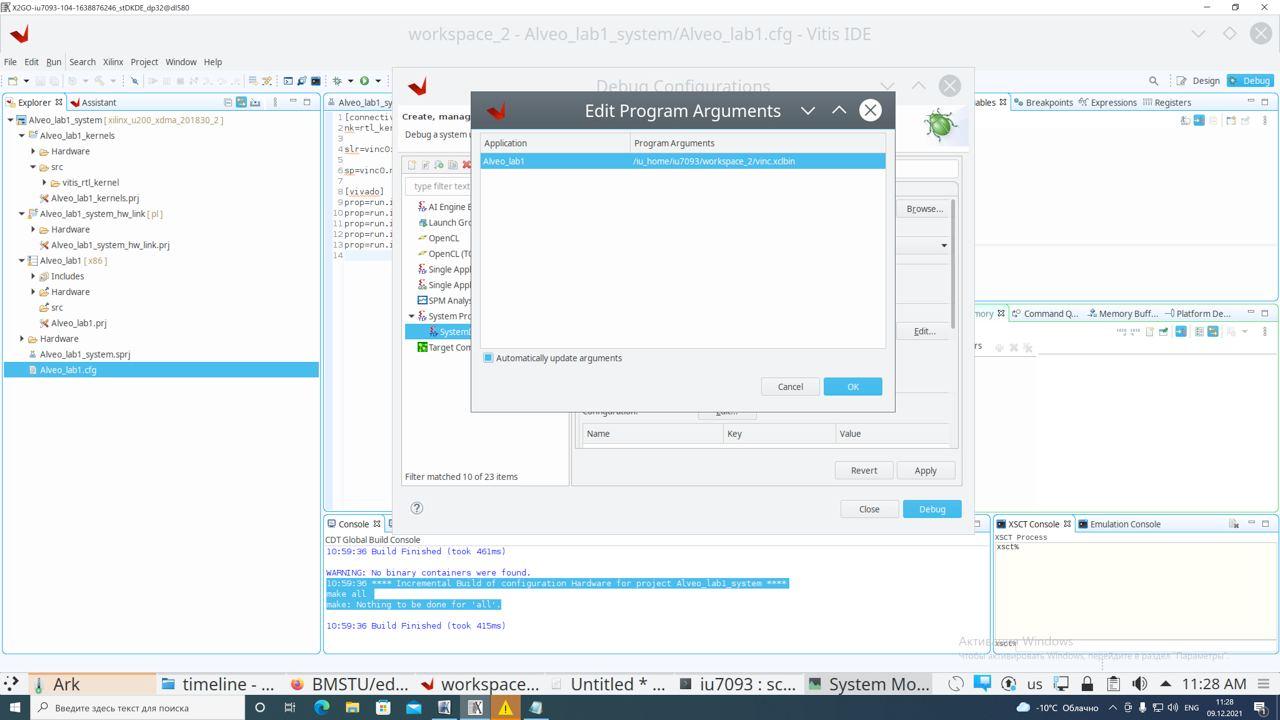 X2GO-iu7093-104-1638876246_stDKDE_dp32@dl580
workspace_2 - Alveo_lab1_system/Alveo_lab1.cfg - Vitis IDE
File Edit Run Search Xilinx Project Window Help
Design Debug
Explorer Assistant
Alveo_lab1_system [ xilinx_u200_xdma_201830_2 ]
Alveo_lab1_kernels
Hardware
src
vitis_rtl_kernel
Alveo_lab1_kernels.prj
Alveo_lab1_system_hw_link [ pl ]
Hardware
Alveo_lab1_system_hw_link.prj
Alveo_lab1 [ x86 ]
Includes
Hardware
src
Alveo_lab1.prj
Hardware
Alveo_lab1_system.sprj
Alveo_lab1.cfg
Alveo_lab1_s
1 [connectiv
2 nk=rtl_ker
slr=vinc0:
sp=vinc0.m
8 [vivado]
9 prop=run.i
10 prop=run.i
11 prop=run.i
12 prop=run.i
13 prop=run.i
14
Debug Configurations
Create, manag
Debug a system u
type filter text
AI Engine E
Launch Gro
OpenCL
OpenCL (TC
Single Appl
Single Appl
SPM Analys
System Pro
SystemD
Target Com
Filter matched 10 of 23 items
Edit Program Arguments
Application Program Arguments
Alveo_lab1 /iu_home/iu7093/workspace_2/vinc.xclbin
Automatically update arguments
Cancel OK
Browse...
Edit...
Configuration: Edit...
Name Key Value
Revert Apply
Close Debug
ables Breakpoints Expressions Registers
mory Command Q... Memory Buff... Platform De...
rs
Console
CDT Global Build Console
10:59:36 Build Finished (took 461ms)
WARNING: No binary containers were found.
10:59:36 **** Incremental Build of configuration Hardware for project Alveo_lab1_system ****
make all
make: Nothing to be done for 'all'.
10:59:36 Build Finished (took 415ms)
XSCT Console Emulation Console
XSCT Process
xsct%
xsct%
Активация Windows
Чтобы активировать Windows, перейдите в раздел "Параметры".
Ark timeline - ... BMSTU/ed... workspace... Untitled * ... iu7093 : sc... System Mo... us 11:28 AM
Введите здесь текст для поиска -10°C Облачно 11:28
09.12.2021